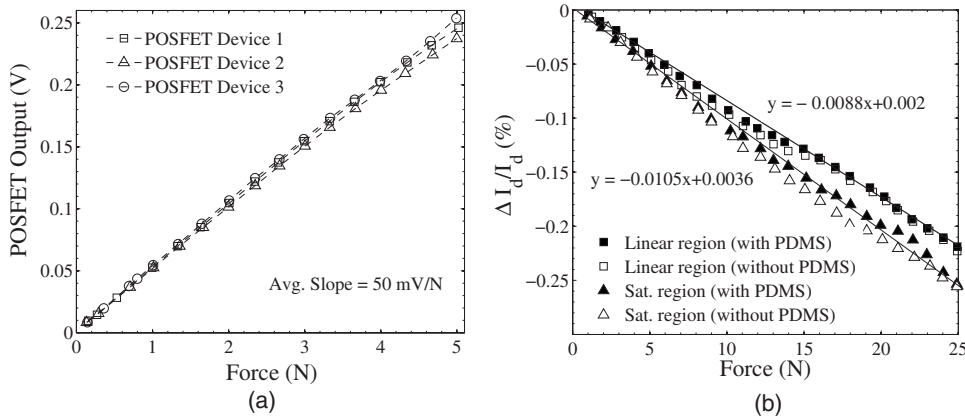 0.25
0.2
0.15
0.1
0.05
0
POSFET Output (V)
POSFET Device 1
POSFET Device 2
POSFET Device 3
Avg. Slope = 50 mV/N
0 1 2 3 4 5
Force (N)
(a)
0
−0.05
−0.1
−0.15
−0.2
−0.25
Δ I_d/I_d (%)
y = − 0.0088x+0.002
y = −0.0105x+0.0036
Linear region (with PDMS)
Linear region (without PDMS)
Sat. region (with PDMS)
Sat. region (without PDMS)
0 5 10 15 20 25
Force (N)
(b)